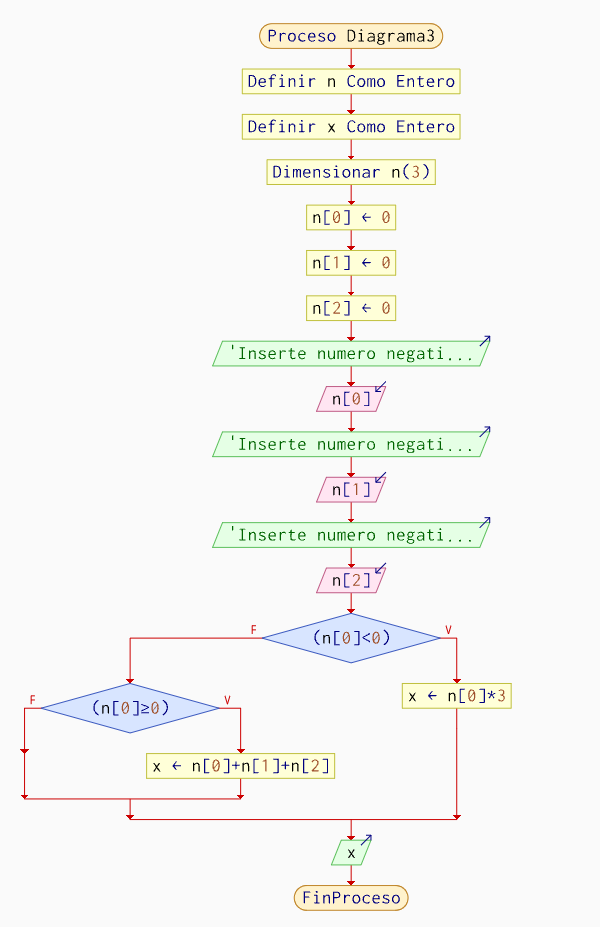 Proceso Diagrama3
Definir n Como Entero
Definir x Como Entero
Dimensionar n(3)
n[0] ← 0
n[1] ← 0
n[2] ← 0
'Inserte numero negati...
n[0]
'Inserte numero negati...
n[1]
'Inserte numero negati...
n[2]
F
(n[0]<0)
V
x ← n[0]*3
F
(n[0]≥0)
V
x ← n[0]+n[1]+n[2]
x
FinProceso